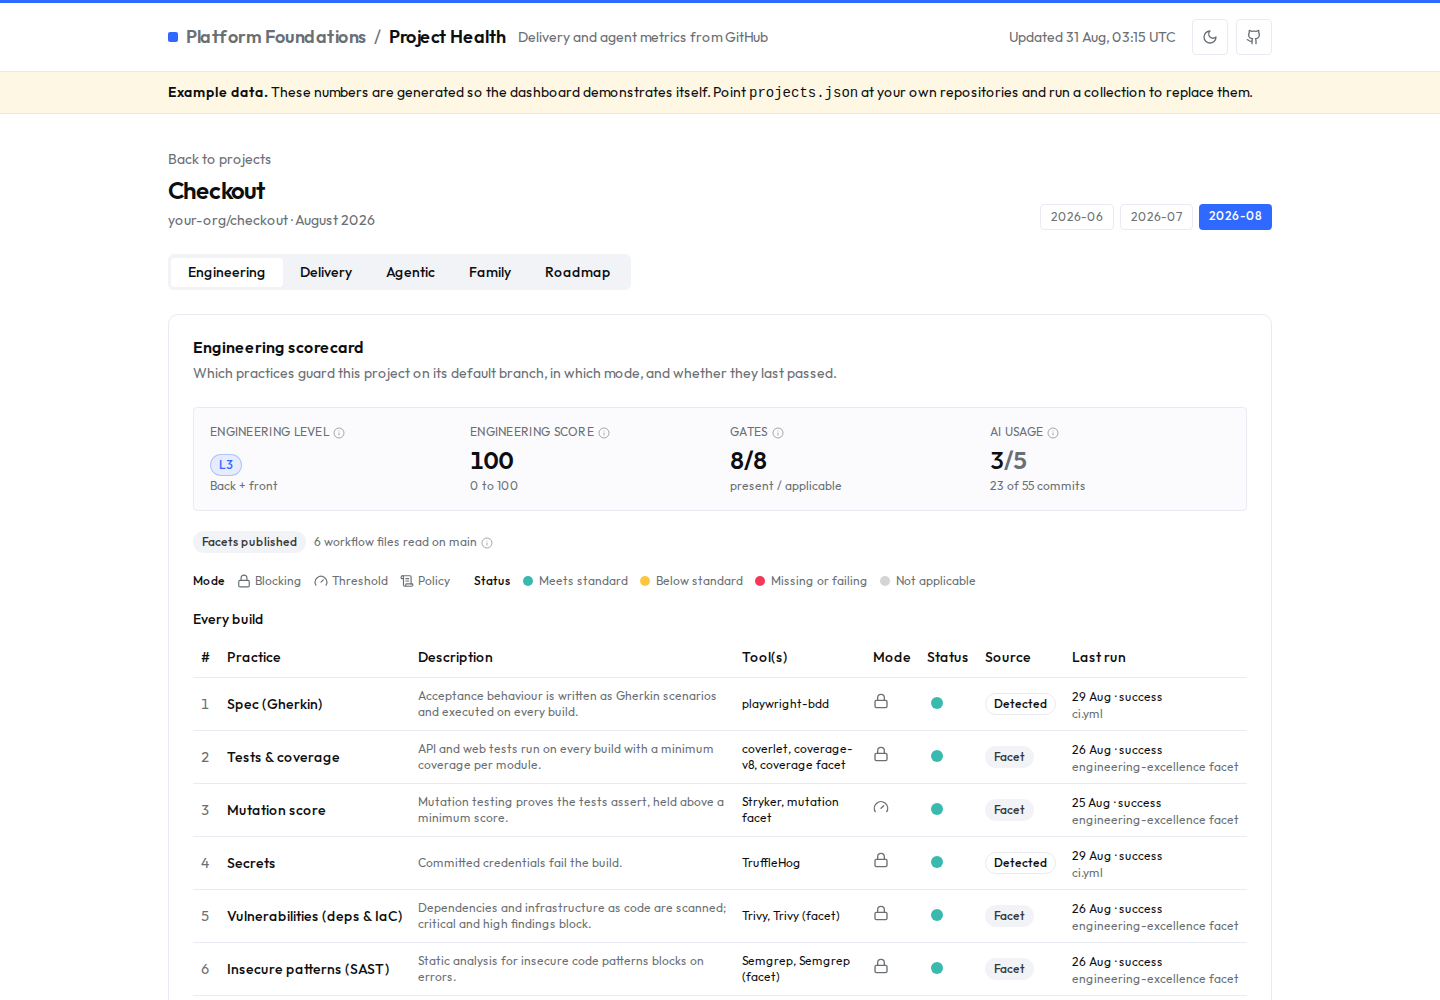 Platform Foundations / Project Health Delivery and agent metrics from GitHub
Updated 31 Aug, 03:15 UTC
Example data. These numbers are generated so the dashboard demonstrates itself. Point projects.json at your own repositories and run a collection to replace them.
Back to projects
Checkout
your-org/checkout · August 2026
2026-06 2026-07 2026-08
Engineering Delivery Agentic Family Roadmap
Engineering scorecard
Which practices guard this project on its default branch, in which mode, and whether they last passed.
ENGINEERING LEVEL
L3
Back + front
ENGINEERING SCORE
100
0 to 100
GATES
8/8
present / applicable
AI USAGE
3/5
23 of 55 commits
Facets published 6 workflow files read on main
Mode Blocking Threshold Policy Status Meets standard Below standard Missing or failing Not applicable
Every build
# Practice Description Tool(s) Mode Status Source Last run
1 Spec (Gherkin)
Acceptance behaviour is written as Gherkin scenarios
and executed on every build.
playwright-bdd
Detected
29 Aug · success
ci.yml
2 Tests & coverage
API and web tests run on every build with a minimum
coverage per module.
coverlet, coverage-
v8, coverage facet
Facet
26 Aug · success
engineering-excellence facet
3 Mutation score
Mutation testing proves the tests assert, held above a
minimum score.
Stryker, mutation
facet
Facet
25 Aug · success
engineering-excellence facet
4 Secrets
Committed credentials fail the build.
TruffleHog
Detected
29 Aug · success
ci.yml
5 Vulnerabilities (deps & IaC)
Dependencies and infrastructure as code are scanned;
critical and high findings block.
Trivy, Trivy (facet)
Facet
26 Aug · success
engineering-excellence facet
6 Insecure patterns (SAST)
Static analysis for insecure code patterns blocks on
errors.
Semgrep, Semgrep
(facet)
Facet
26 Aug · success
engineering-excellence facet